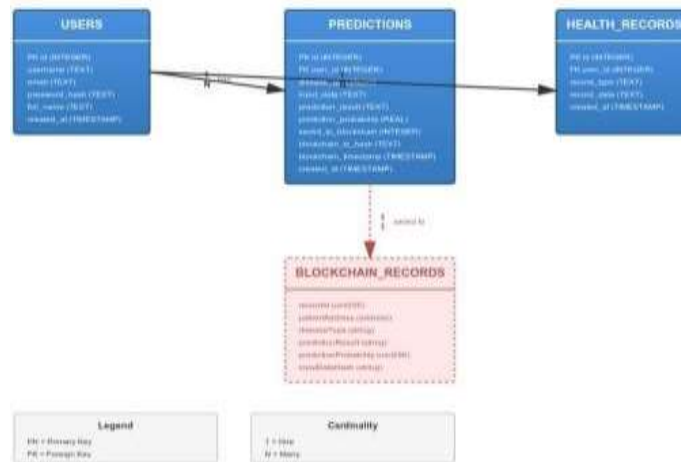 USERS
PK id (INTEGER)
username (TEXT)
email (TEXT)
password_hash (TEXT)
full_name (TEXT)
created_at (TIMESTAMP)
PREDICTIONS
PK id (INTEGER)
FK user_id (INTEGER)
input_data (TEXT)
prediction_result (TEXT)
prediction_probability (REAL)
saved_to_blockchain (INTEGER)
blockchain_tx_hash (TEXT)
blockchain_timestamp (TIMESTAMP)
created_at (TIMESTAMP)
HEALTH_RECORDS
PK id (INTEGER)
FK user_id (INTEGER)
record_type (TEXT)
record_data (TEXT)
created_at (TIMESTAMP)
N
saved to
BLOCKCHAIN_RECORDS
recordId (uint256)
patientAddress (address)
diseaseType (string)
predictionResult (string)
predictionProbability (uint256)
(string)
Legend
= Primary Key
= Foreign Key
Cardinality
1 = One
N = Many